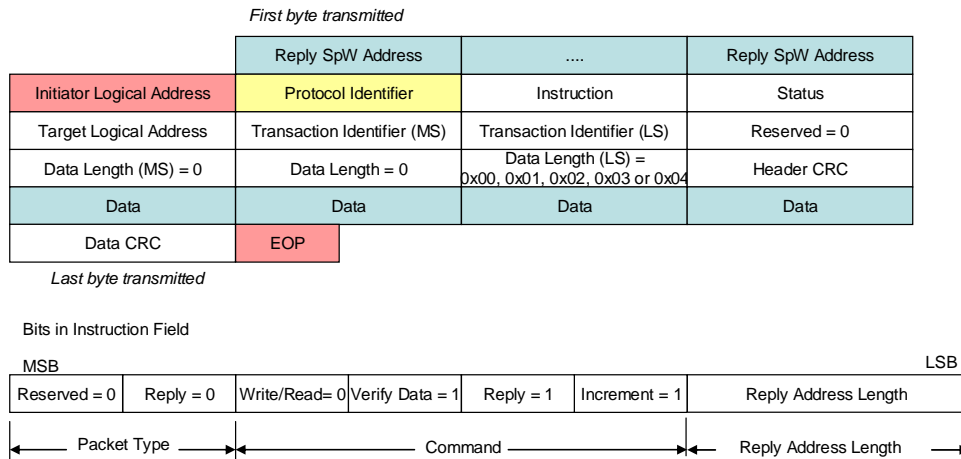 First byte transmitted
Reply SpW Address .... Reply SpW Address
Initiator Logical Address Protocol Identifier Instruction Status
Target Logical Address Transaction Identifier (MS) Transaction Identifier (LS) Reserved = 0
Data Length (MS) = 0 Data Length = 0 Data Length (LS) = 0x00, 0x01, 0x02, 0x03 or 0x04 Header CRC
Data Data Data Data
Data CRC EOP
Last byte transmitted
Bits in Instruction Field
MSB LSB
Reserved = 0 Reply = 0 Write/Read= 0 Verify Data = 1 Reply = 1 Increment = 1 Reply Address Length
Packet Type Command Reply Address Length